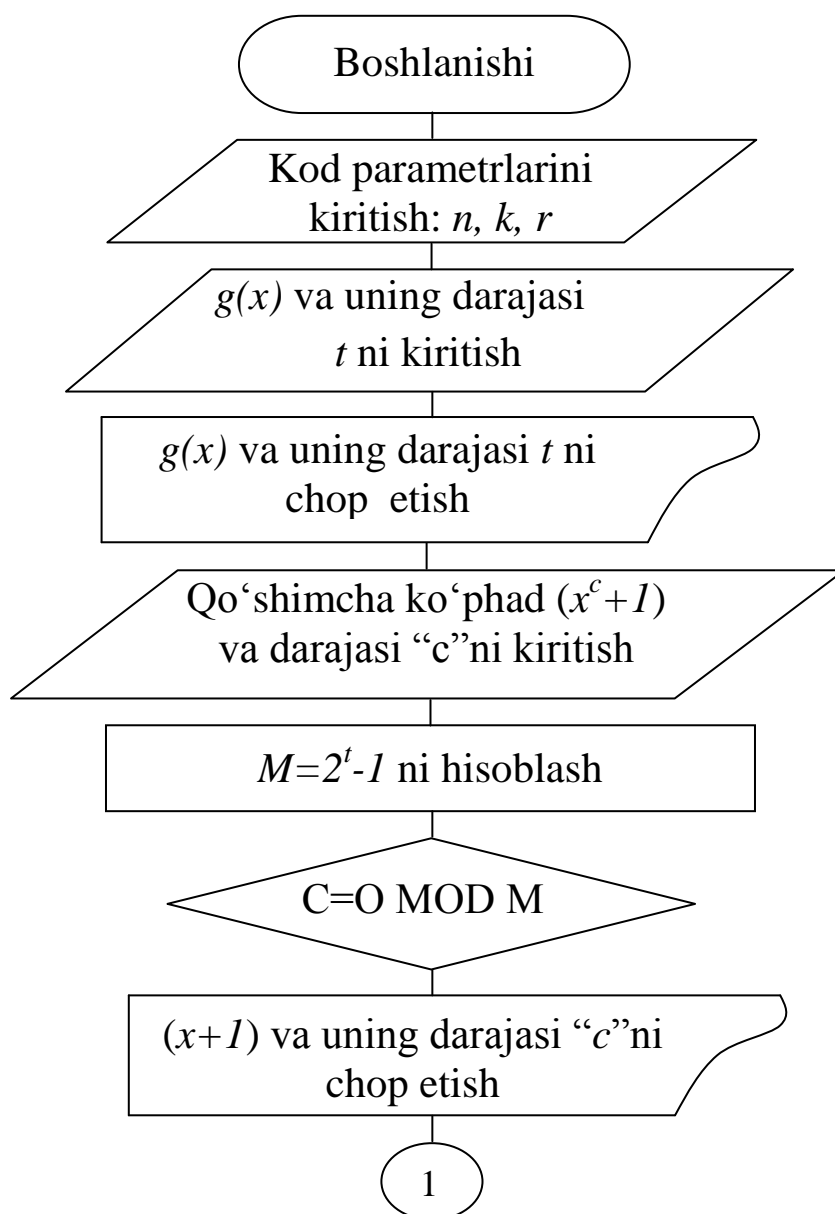 Boshlanishi
Kod parametrlarini
kiritish: n, k, r
g(x) va uning darajasi
t ni kiritish
g(x) va uning darajasi t ni
chop etish
Qo‘shimcha ko‘phad (x^c+1)
va darajasi “c”ni kiritish
M=2^t-1 ni hisoblash
C=O MOD M
(x+1) va uning darajasi “c”ni
chop etish
1